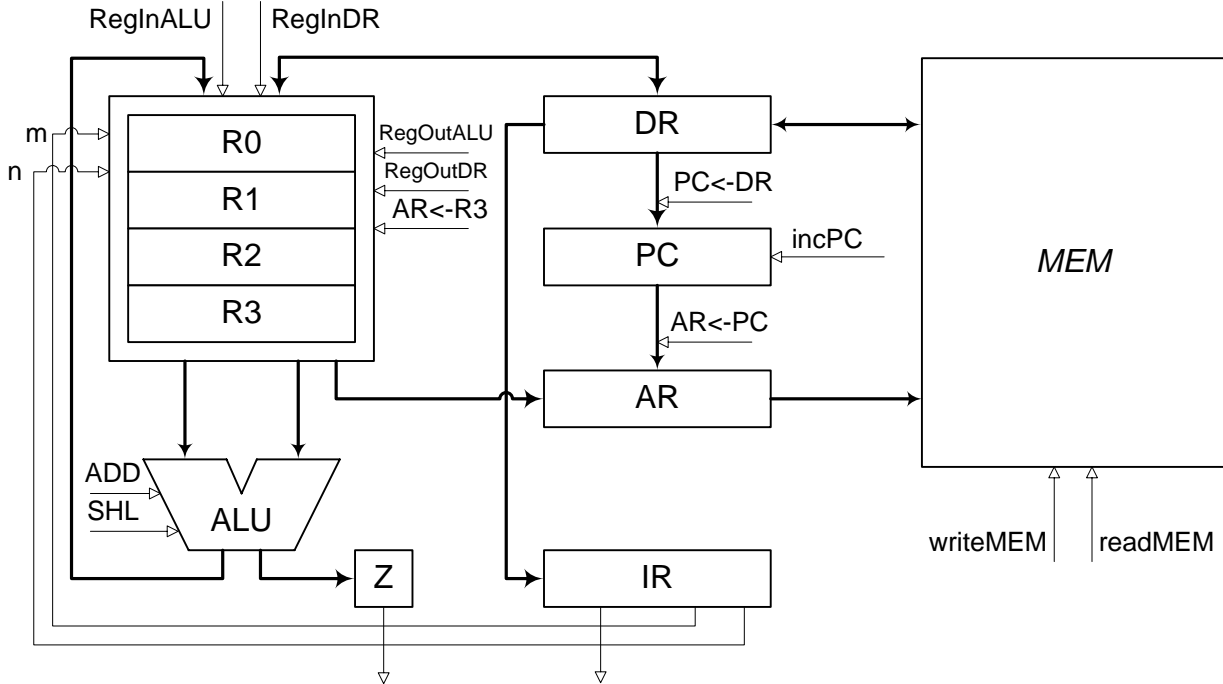 RegInALU RegInDR
m
n
R0
R1
R2
R3
RegOutALU
RegOutDR
AR<-R3
DR
PC<-DR
PC
incPC
AR<-PC
AR
MEM
ADD
SHL
ALU
Z
IR
writeMEM readMEM